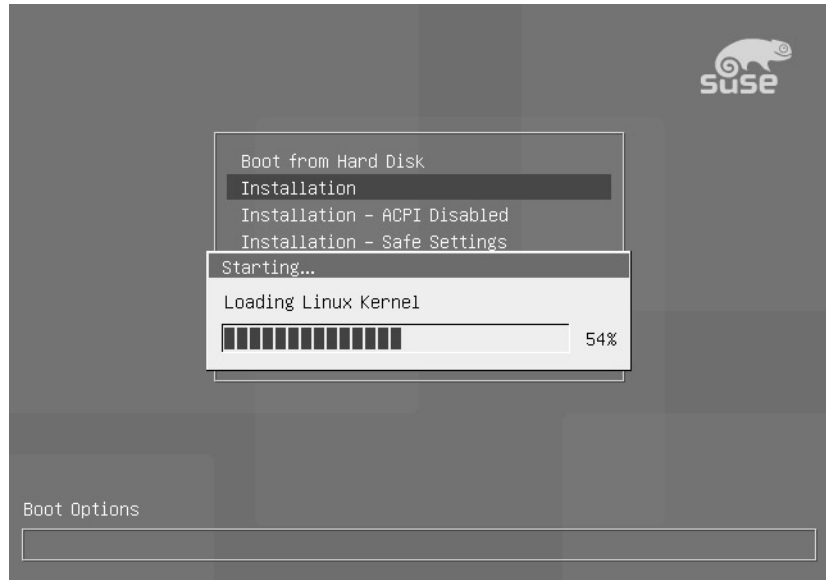 SUSE
Boot from Hard Disk
Installation
Installation - ACPI Disabled
Installation - Safe Settings
Starting...
Loading Linux Kernel
54%
Boot Options